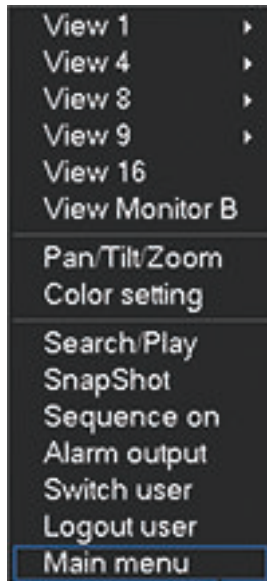 View 1
View 4
View 8
View 9
View 16
View Monitor B
Pan/Tilt/Zoom
Color setting
Search/Play
SnapShot
Sequence on
Alarm output
Switch user
Logout user
Main menu